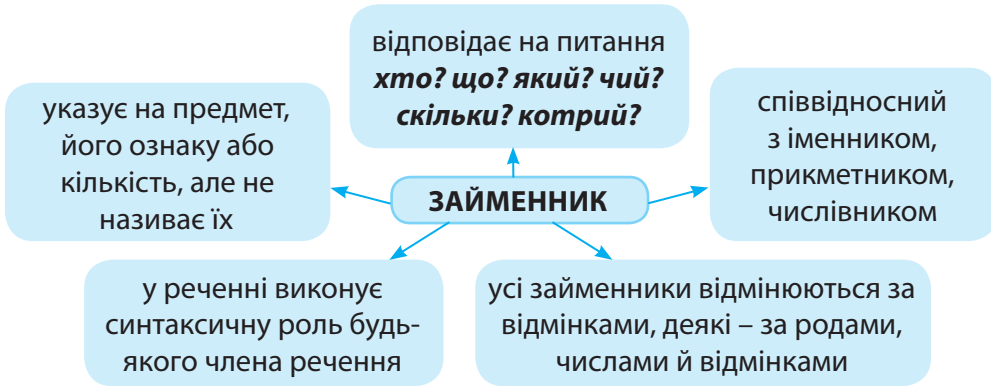 відповідає на питання
хто? що? який? чий?
скільки? котрий?
указує на предмет,
його ознаку або
кількість, але не
називає їх
ЗАЙМЕННИК
співвідносний
з іменником,
прикметником,
числівником
у реченні виконує
синтаксичну роль будь-
якого члена речення
усі займенники відмінюються за
відмінками, деякі – за родами,
числами й відмінками